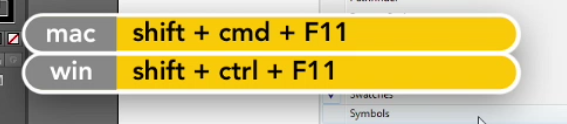 mac shift + cmd + F11
win shift + ctrl + F11
Swatches
Symbols